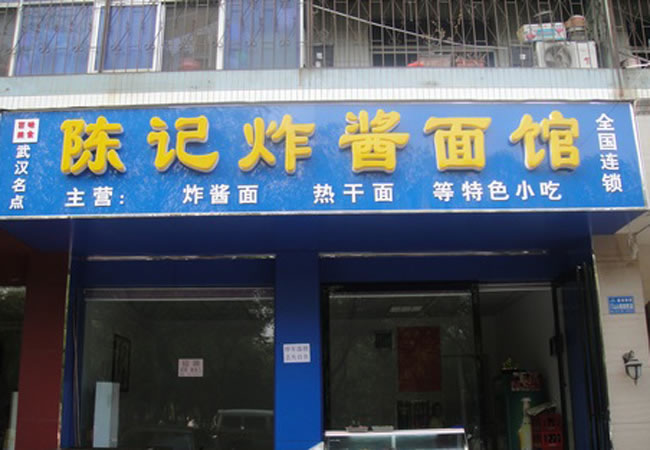 武汉名点
陈记炸酱面馆
全国连锁
主营： 炸酱面 热干面 等特色小吃